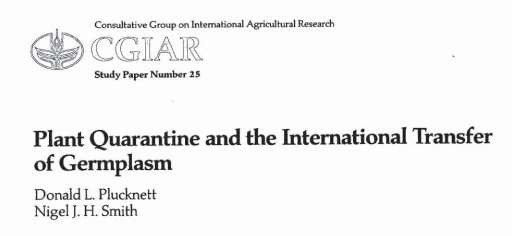 Consultative Group on International Agricultural Research
CGIAR
Study Paper Number 25
Plant Quarantine and the International Transfer
of Germplasm
Donald L. Plucknett
Nigel J. H. Smith